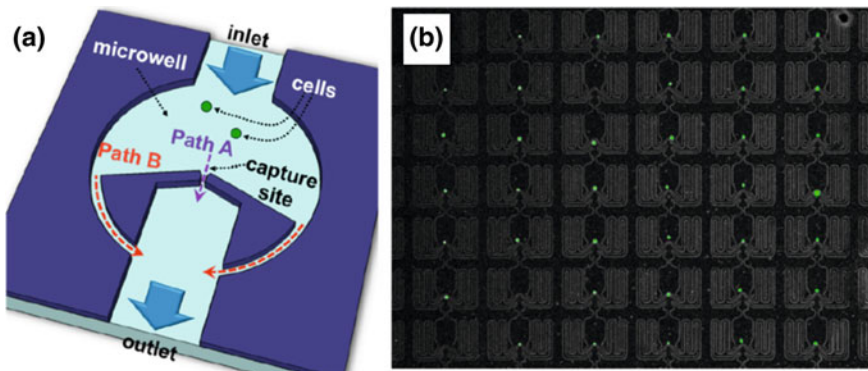 (a)
inlet
microwell
cells
Path A
Path B
capture
site
outlet
(b)